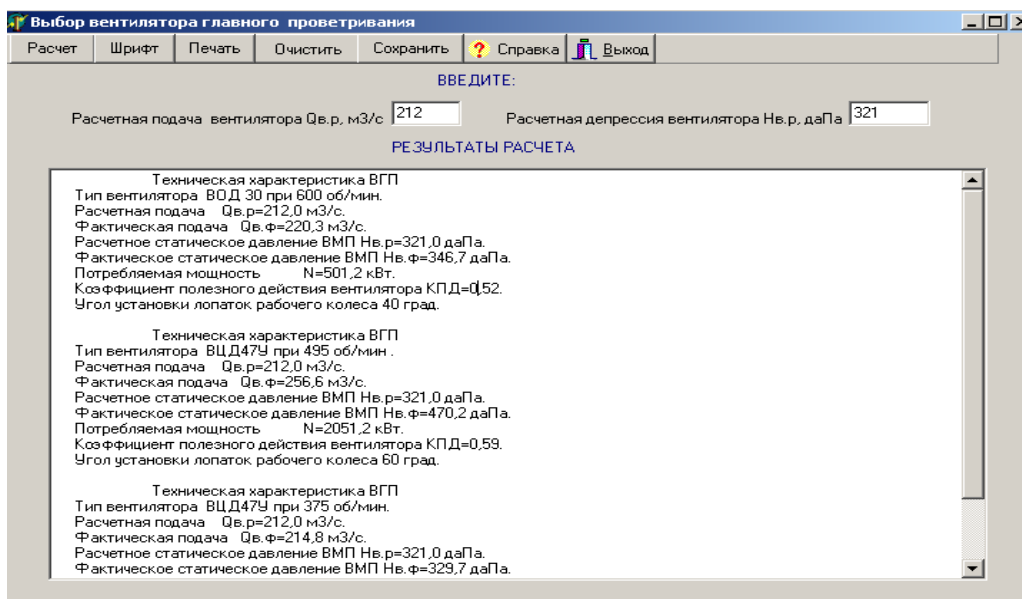 Выбор вентилятора главного проветривания
Расчет Шрифт Печать Очистить Сохранить ? Справка Выход
ВВЕДИТЕ:
Расчетная подача вентилятора Qв.р, м3/с 212 Расчетная депрессия вентилятора Нв.р, даПа 321
РЕЗУЛЬТАТЫ РАСЧЕТА
Техническая характеристика ВГП
Тип вентилятора ВОД 30 при 600 об/мин.
Расчетная подача Qв.р=212,0 м3/с.
Фактическая подача Qв.ф=220,3 м3/с.
Расчетное статическое давление ВМП Нв.р=321,0 даПа.
Фактическое статическое давление ВМП Нв.ф=346,7 даПа.
Потребляемая мощность N=501,2 кВт.
Коэффициент полезного действия вентилятора КПД=0,52.
Угол установки лопаток рабочего колеса 40 град.
Техническая характеристика ВГП
Тип вентилятора ВЦД47У при 495 об/мин .
Расчетная подача Qв.р=212,0 м3/с.
Фактическая подача Qв.ф=256,6 м3/с.
Расчетное статическое давление ВМП Нв.р=321,0 даПа.
Фактическое статическое давление ВМП Нв.ф=470,2 даПа.
Потребляемая мощность N=2051,2 кВт.
Коэффициент полезного действия вентилятора КПД=0,59.
Угол установки лопаток рабочего колеса 60 град.
Техническая характеристика ВГП
Тип вентилятора ВЦД47У при 375 об/мин.
Расчетная подача Qв.р=212,0 м3/с.
Фактическая подача Qв.ф=214,8 м3/с.
Расчетное статическое давление ВМП Нв.р=321,0 даПа.
Фактическое статическое давление ВМП Нв.ф=329,7 даПа.